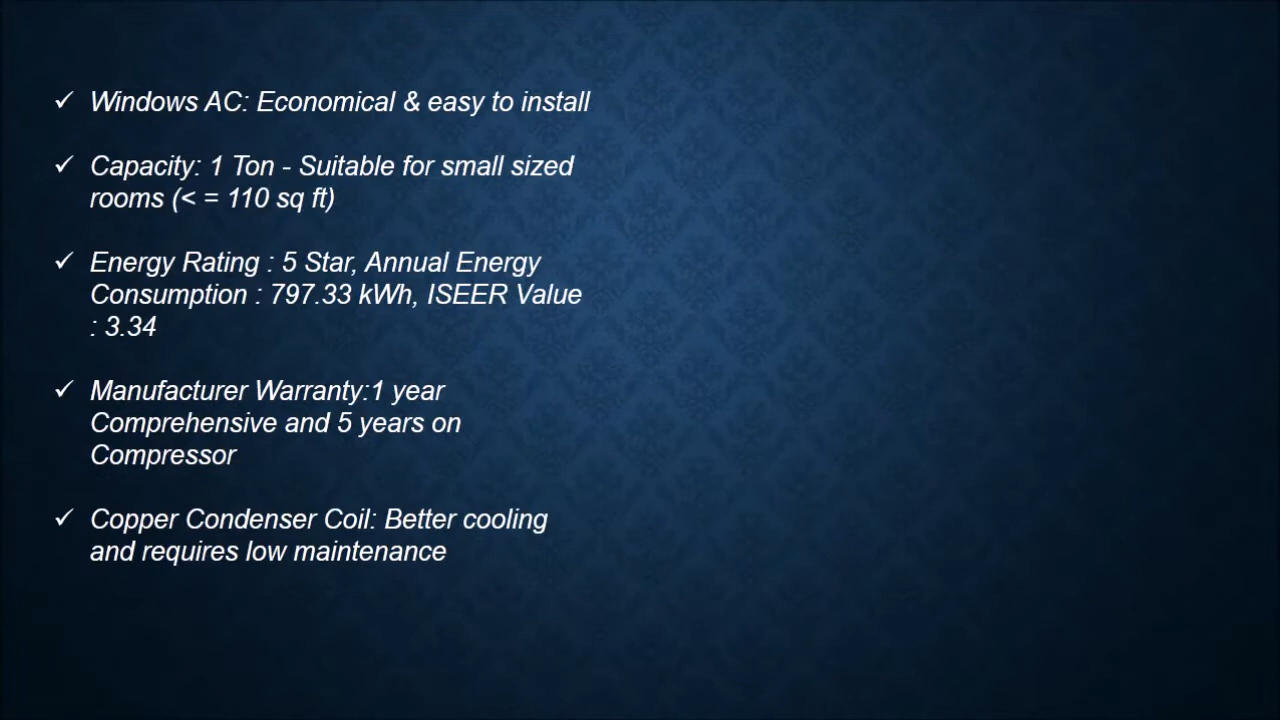 ✓ Windows AC: Economical & easy to install
✓ Capacity: 1 Ton - Suitable for small sized
rooms (< = 110 sq ft)
✓ Energy Rating : 5 Star, Annual Energy
Consumption : 797.33 kWh, ISEER Value
: 3.34
✓ Manufacturer Warranty:1 year
Comprehensive and 5 years on
Compressor
✓ Copper Condenser Coil: Better cooling
and requires low maintenance